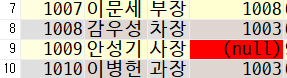 7 1007 이문세 부장 1008
8 1008 감우성 차장 1003
9 1009 안성기 사장 (null)
10 1010 이병헌 과장 1003